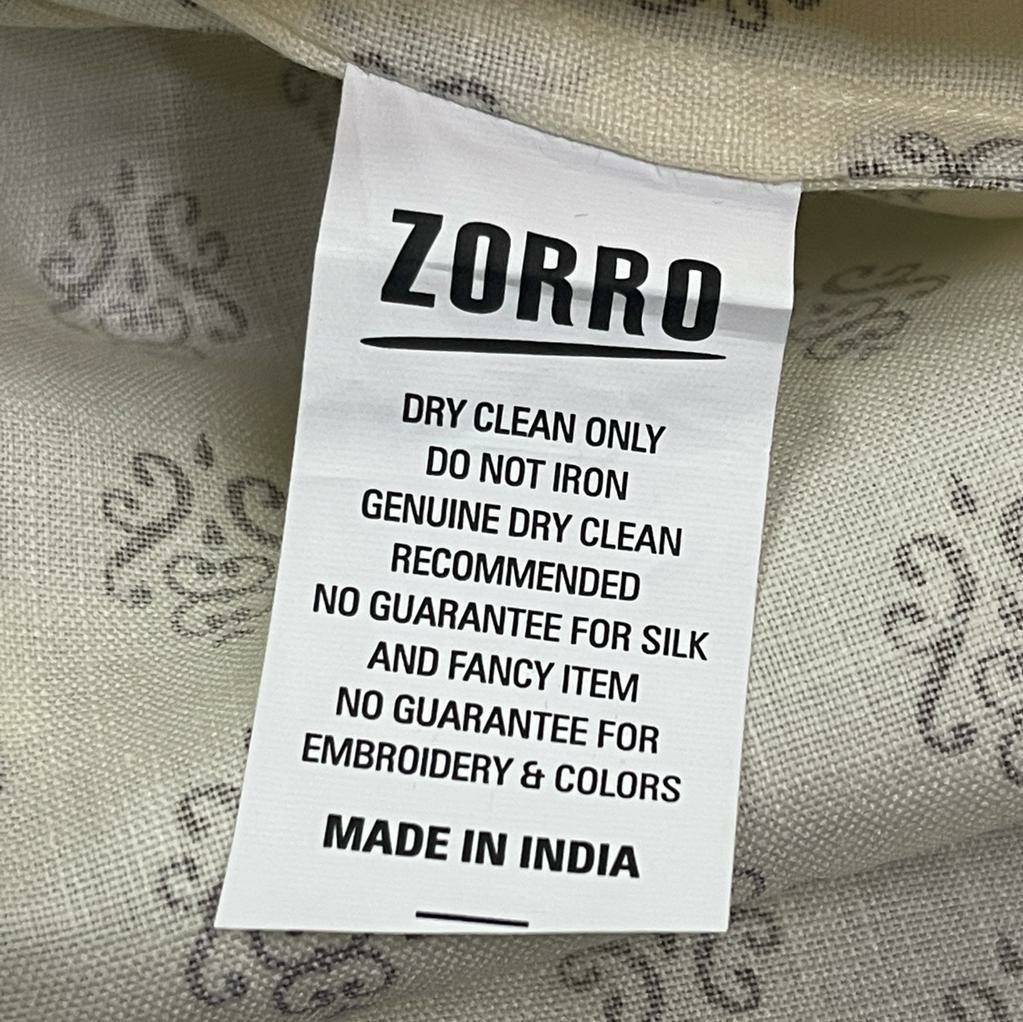 ZORRO
DRY CLEAN ONLY
DO NOT IRON
GENUINE DRY CLEAN
RECOMMENDED
NO GUARANTEE FOR SILK
AND FANCY ITEM
NO GUARANTEE FOR
EMBROIDERY & COLORS
MADE IN INDIA